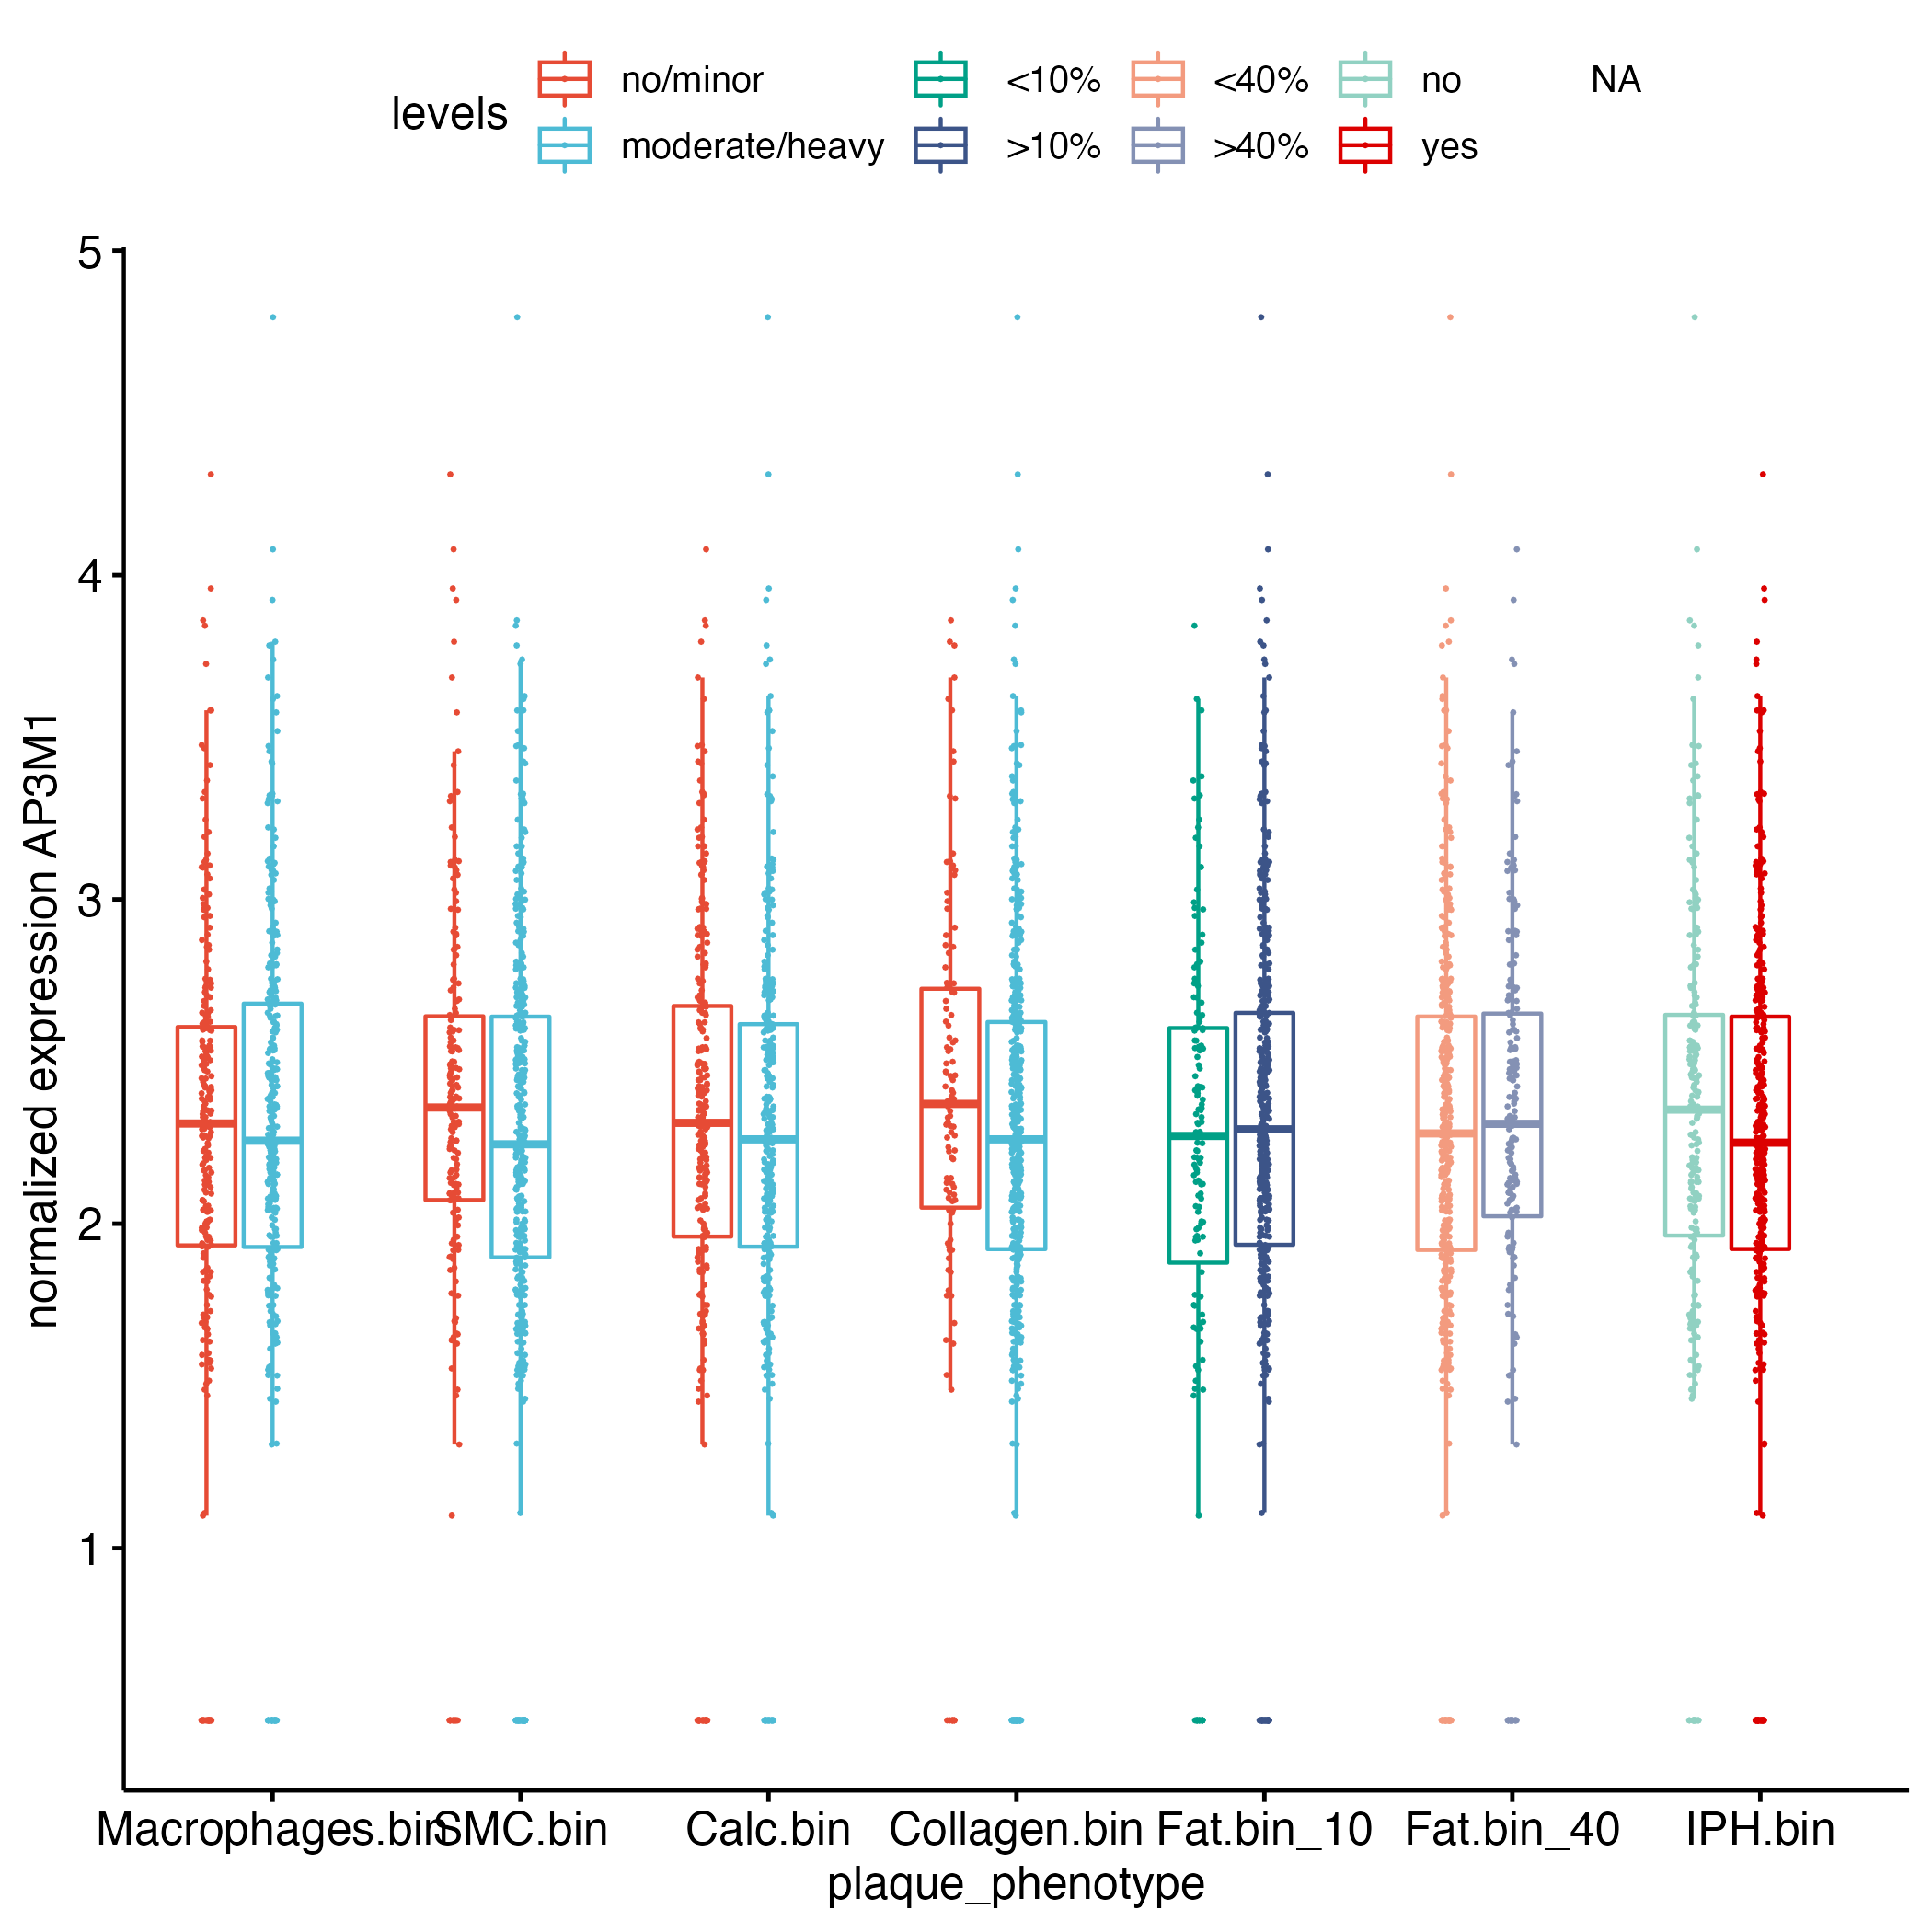 levels
no/minor <10% <40% no NA
moderate/heavy >10% >40% yes
normalized expression AP3M1
5
4
3
2
1
Macrophages.bin SMC.bin Calc.bin Collagen.bin Fat.bin_10 Fat.bin_40 IPH.bin
plaque_phenotype